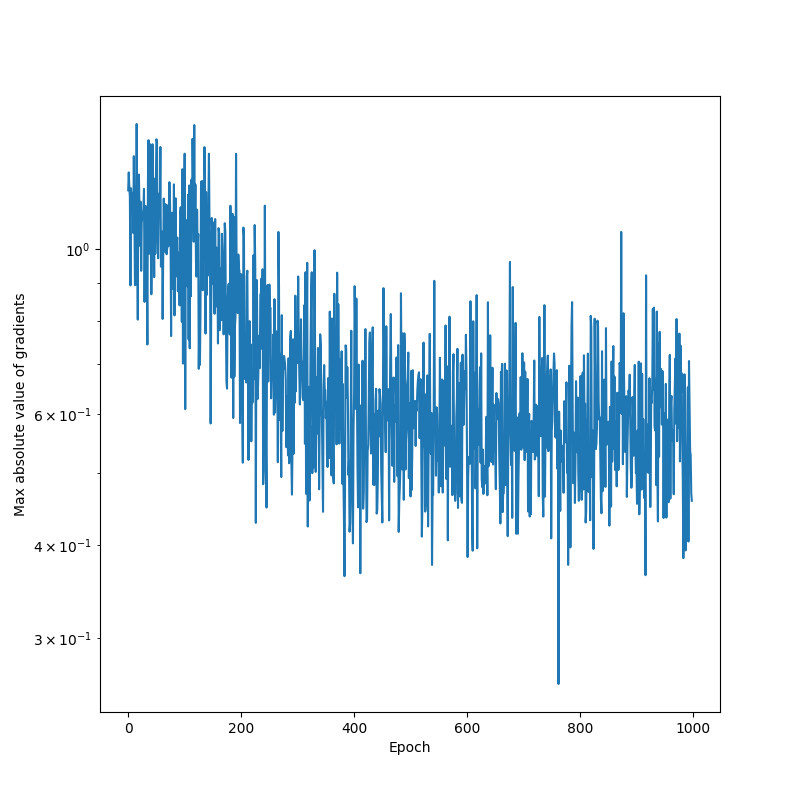 Max absolute value of gradients
10⁰
6 × 10⁻¹
4 × 10⁻¹
3 × 10⁻¹
0 200 400 600 800 1000
Epoch